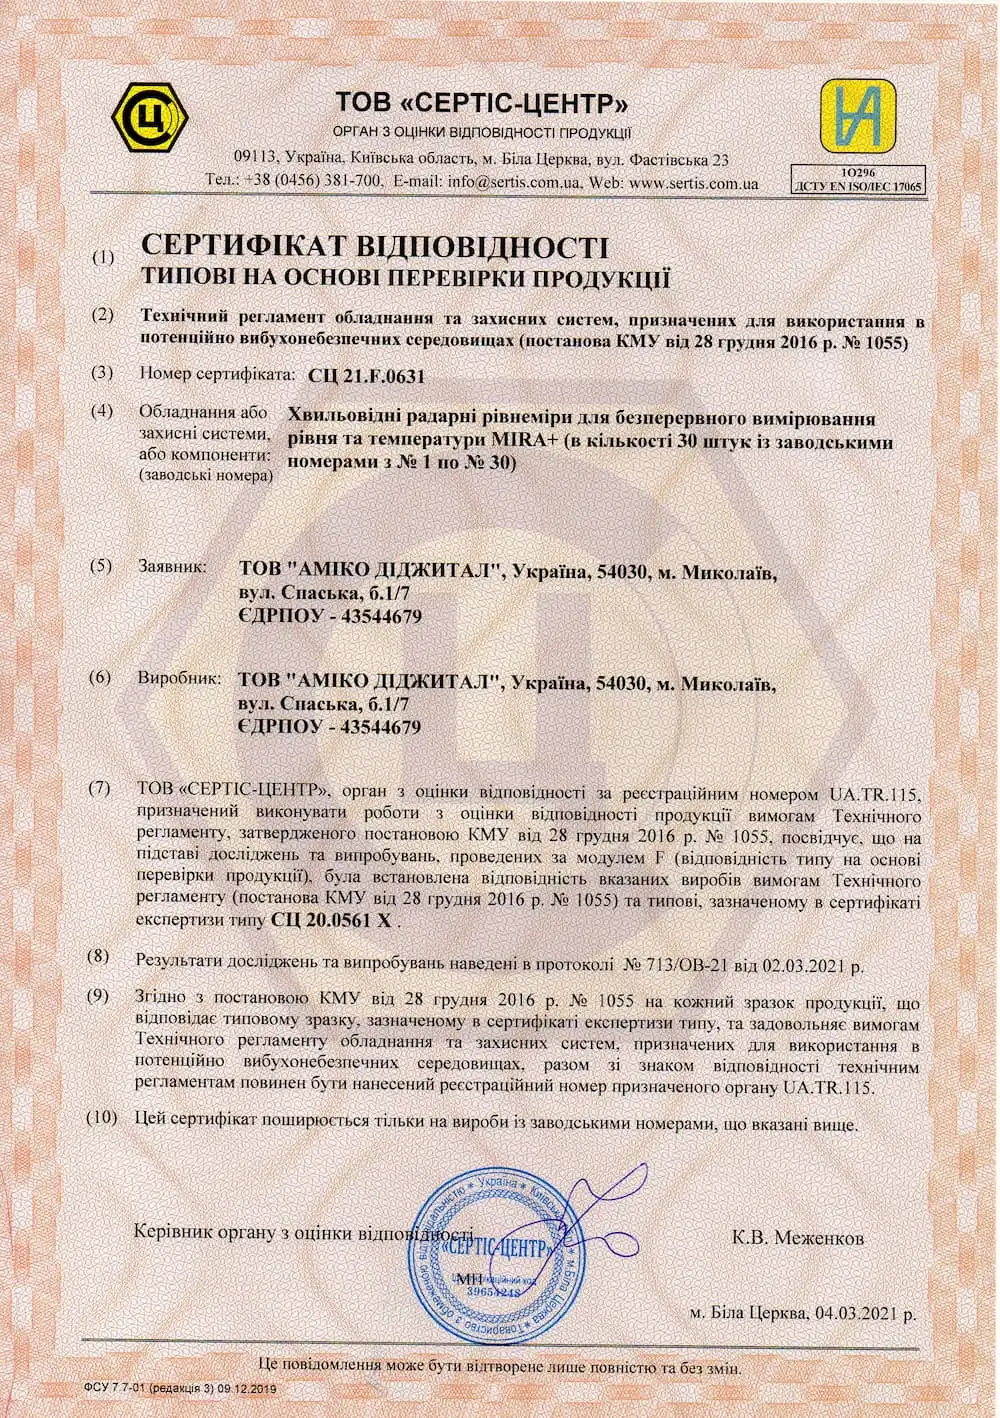 ТОВ «СЕРТІС-ЦЕНТР»
ОРГАН З ОЦІНКИ ВІДПОВІДНОСТІ ПРОДУКЦІЇ
09113, Україна, Київська область, м. Біла Церква, вул. Фастівська 23
Тел.: +38 (0456) 381-700, E-mail: info@sertis.com.ua, Web: www.sertis.com.ua
1О296
ДСТУ EN ISO/IEC 17065
(1) СЕРТИФІКАТ ВІДПОВІДНОСТІ
ТИПОВІ НА ОСНОВІ ПЕРЕВІРКИ ПРОДУКЦІЇ
(2) Технічний регламент обладнання та захисних систем, призначених для використання в
потенційно вибухонебезпечних середовищах (постанова КМУ від 28 грудня 2016 р. № 1055)
(3) Номер сертифіката: СЦ 21.F.0631
(4) Обладнання або захисні системи, або компоненти: (заводські номера)
Хвильовідні радарні рівнеміри для безперервного вимірювання
рівня та температури MIRA+ (в кількості 30 штук із заводськими
номерами з № 1 по № 30)
(5) Заявник: ТОВ "АМІКО ДІДЖИТАЛ", Україна, 54030, м. Миколаїв,
вул. Спаська, б.1/7
ЄДРПОУ - 43544679
(6) Виробник: ТОВ "АМІКО ДІДЖИТАЛ", Україна, 54030, м. Миколаїв,
вул. Спаська, б.1/7
ЄДРПОУ - 43544679
(7) ТОВ «СЕРТІС-ЦЕНТР», орган з оцінки відповідності за реєстраційним номером UA.TR.115,
призначений виконувати роботи з оцінки відповідності продукції вимогам Технічного
регламенту, затвердженого постановою КМУ від 28 грудня 2016 р. № 1055, посвідчує, що на
підставі досліджень та випробувань, проведених за модулем F (відповідність типу на основі
перевірки продукції), була встановлена відповідність вказаних виробів вимогам Технічного
регламенту (постанова КМУ від 28 грудня 2016 р. № 1055) та типові, зазначеному в сертифікаті
експертизи типу СЦ 20.0561 X .
(8) Результати досліджень та випробувань наведені в протоколі № 713/ОВ-21 від 02.03.2021 р.
(9) Згідно з постановою КМУ від 28 грудня 2016 р. № 1055 на кожний зразок продукції, що
відповідає типовому зразку, зазначеному в сертифікаті експертизи типу, та задовольняє вимогам
Технічного регламенту обладнання та захисних систем, призначених для використання в
потенційно вибухонебезпечних середовищах, разом зі знаком відповідності технічним
регламентам повинен бути нанесений реєстраційний номер призначеного органу UA.TR.115.
(10) Цей сертифікат поширюється тільки на вироби із заводськими номерами, що вказані вище.
Керівник органу з оцінки відповідності
К.В. Меженков
МП
«СЕРТІС-ЦЕНТР»
39654248
Україна * Київська
м.Біла Церква * Товариство з обмеженою відповідальністю *
м. Біла Церква, 04.03.2021 р.
Це повідомлення може бути відтворене лише повністю та без змін.
ФСУ 7.7-01 (редакція 3) 09.12.2019